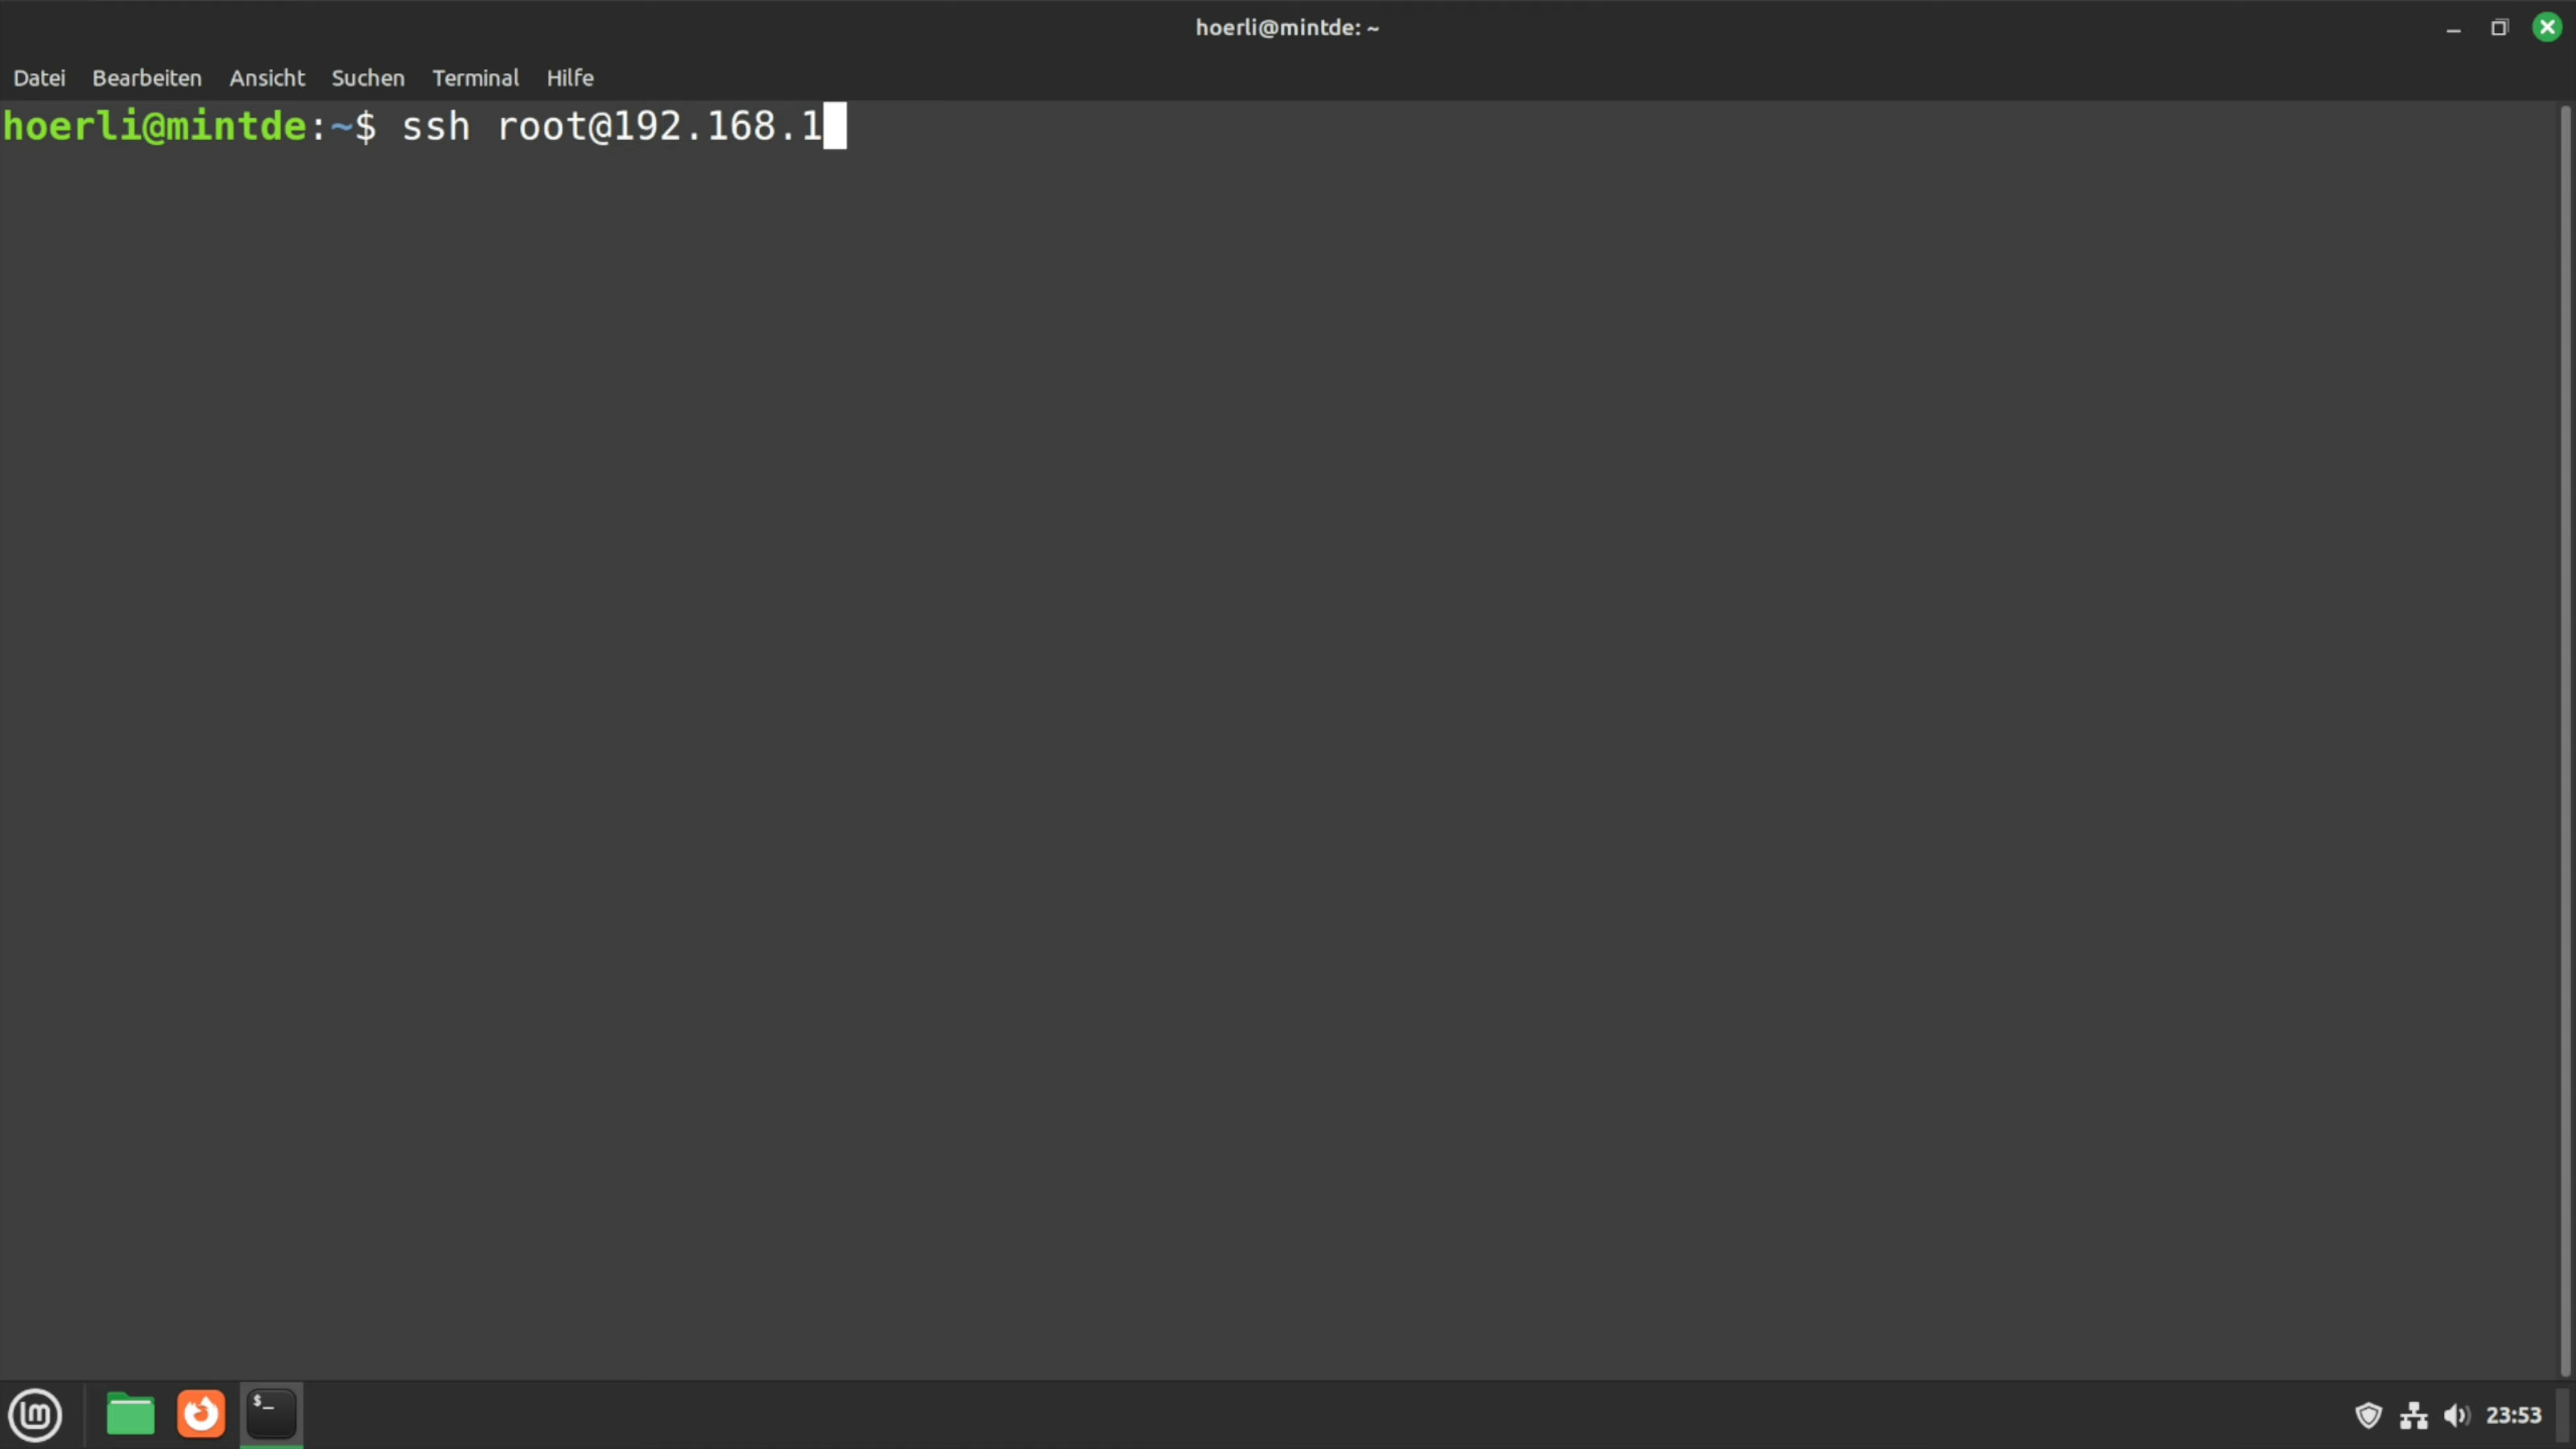 hoerli@mintde: ~
Datei Bearbeiten Ansicht Suchen Terminal Hilfe
hoerli@mintde:~$ ssh root@192.168.1
$_
23:53